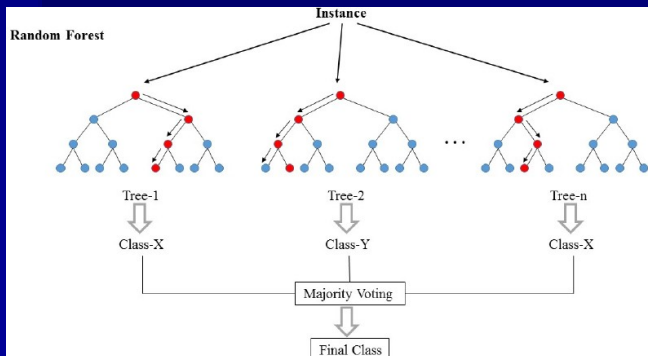 Instance
Random Forest
...
Tree-1 Tree-2 Tree-n
Class-X Class-Y Class-X
Majority Voting
Final Class